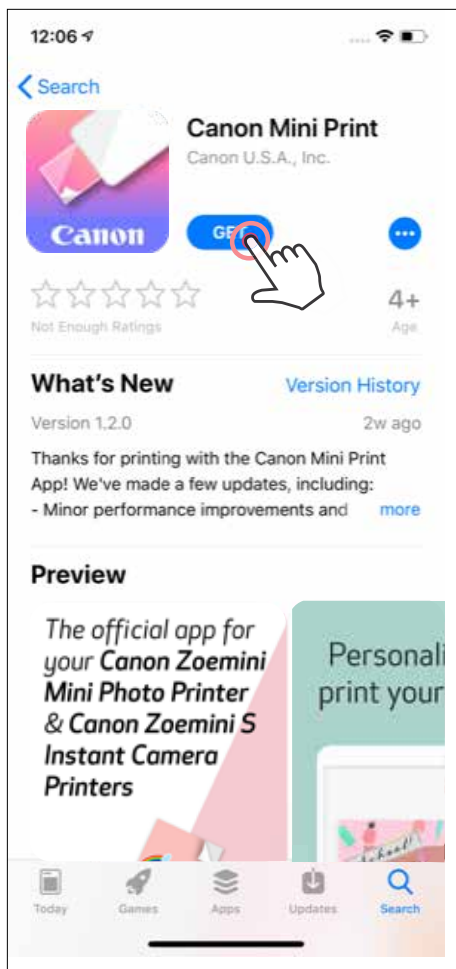 12:06
Search
Canon Mini Print
Canon U.S.A., Inc.
Canon
GET
Not Enough Ratings
4+
Age
What's New
Version History
Version 1.2.0
2w ago
Thanks for printing with the Canon Mini Print
App! We've made a few updates, including:
- Minor performance improvements and
more
Preview
The official app for
your Canon Zoemini
Mini Photo Printer
& Canon Zoemini S
Instant Camera
Printers
Personali
print your
Today
Games
Apps
Updates
Search